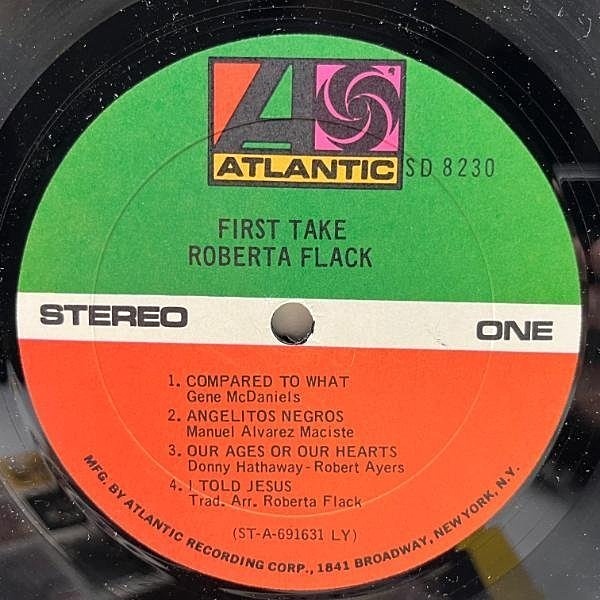 ATLANTIC
SD 8230
FIRST TAKE
ROBERTA FLACK
STEREO
ONE
1. COMPARED TO WHAT
Gene McDaniels
2. ANGELITOS NEGROS
Manuel Alvarez Maciste
3. OUR AGES OR OUR HEARTS
Donny Hathaway-Robert Ayers
4. I TOLD JESUS
Trad. Arr. Roberta Flack
(ST-A-691631 LY)
MFG. BY ATLANTIC RECORDING CORP., 1841 BROADWAY, NEW YORK, N.Y.